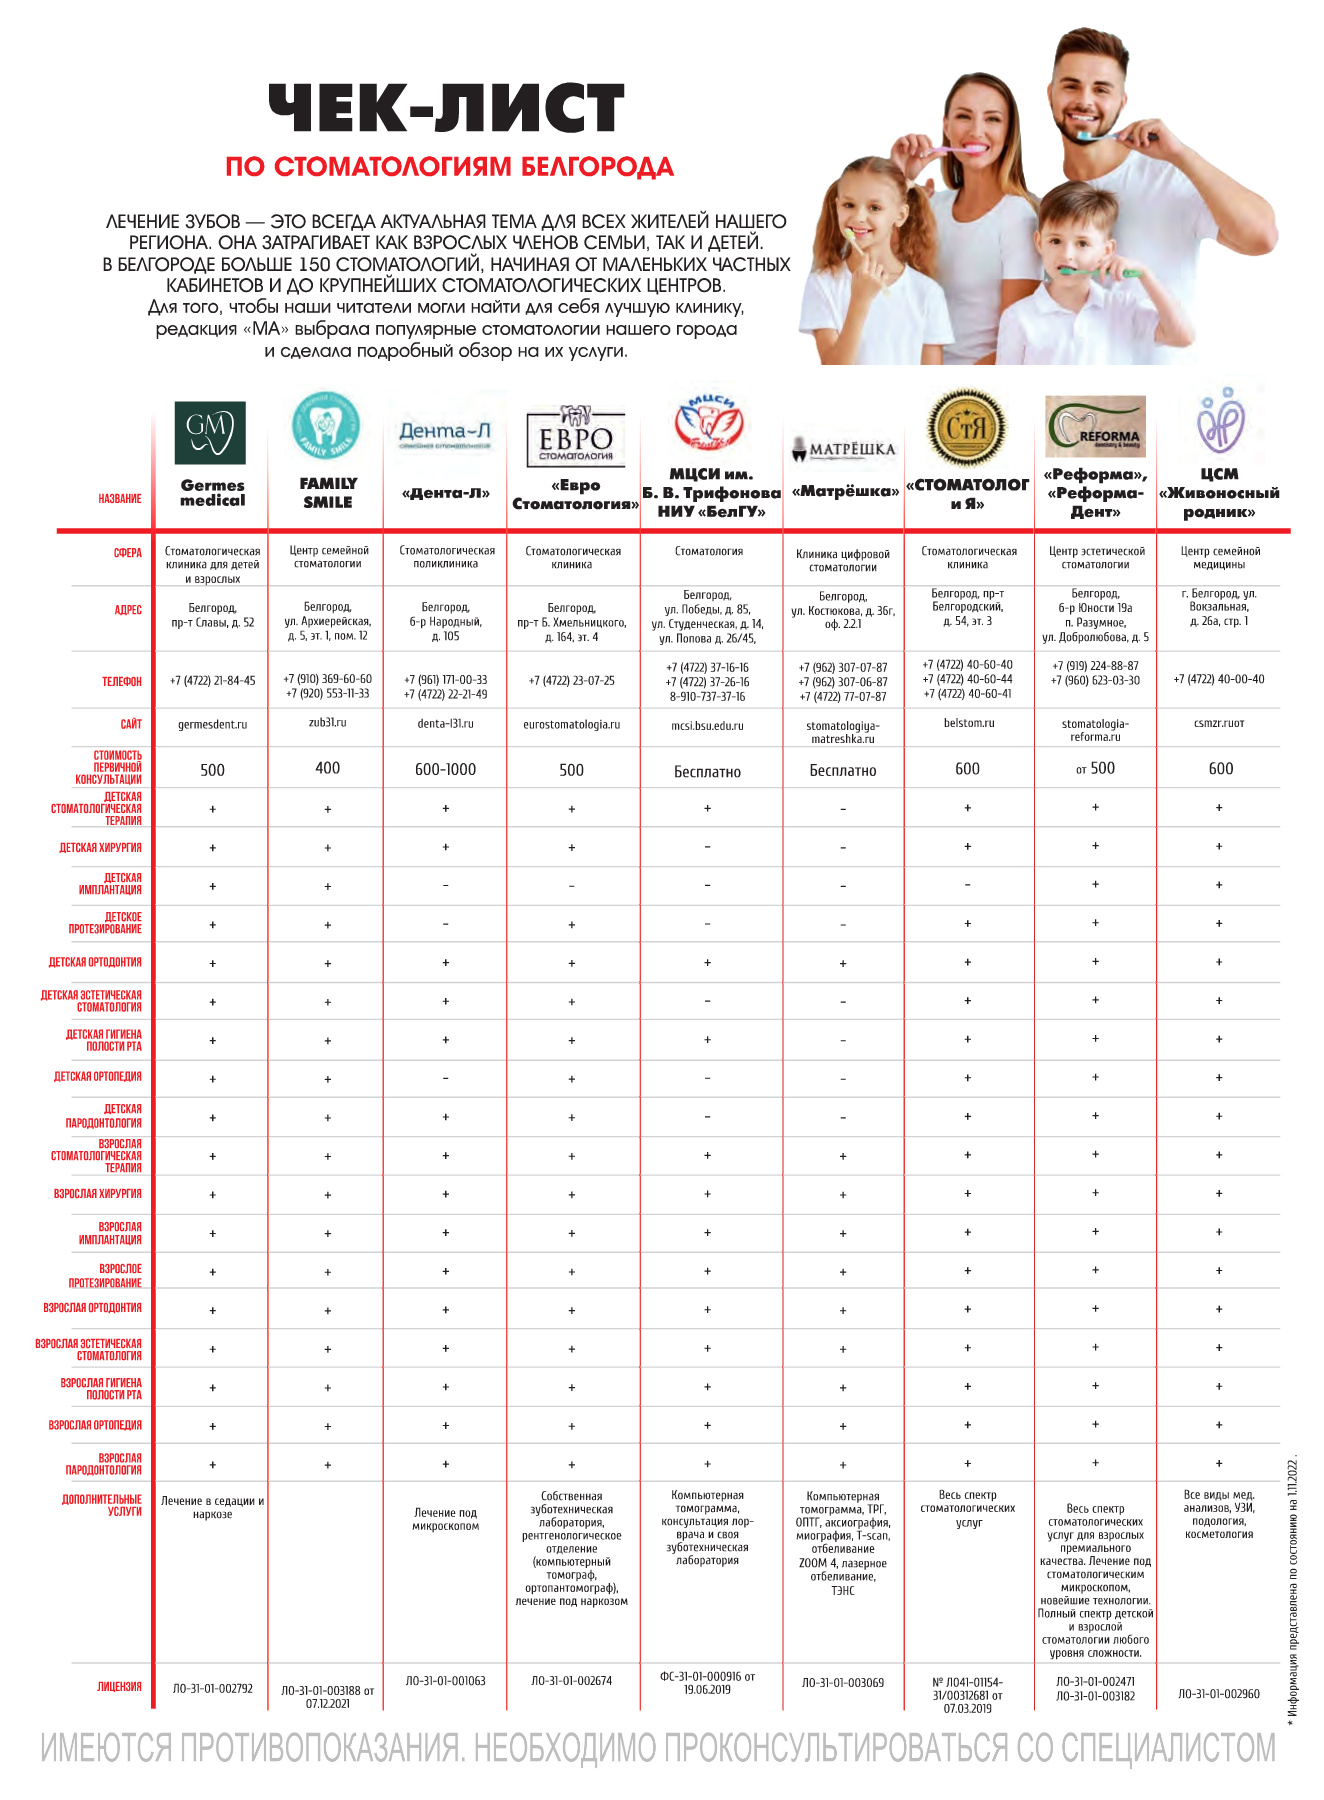 ЧЕК-ЛИСТ
ПО СТОМАТОЛОГИЯМ БЕЛГОРОДА
ЛЕЧЕНИЕ ЗУБОВ — ЭТО ВСЕГДА АКТУАЛЬНАЯ ТЕМА ДЛЯ ВСЕХ ЖИТЕЛЕЙ НАШЕГО
РЕГИОНА. ОНА ЗАТРАГИВАЕТ КАК ВЗРОСЛЫХ ЧЛЕНОВ СЕМЬИ, ТАК И ДЕТЕЙ.
В БЕЛГОРОДЕ БОЛЬШЕ 150 СТОМАТОЛОГИЙ, НАЧИНАЯ ОТ МАЛЕНЬКИХ ЧАСТНЫХ
КАБИНЕТОВ И ДО КРУПНЕЙШИХ СТОМАТОЛОГИЧЕСКИХ ЦЕНТРОВ.
Для того, чтобы наши читатели могли найти для себя лучшую клинику,
редакция «МА» выбрала популярные стоматологии нашего города
и сделала подробный обзор на их услуги.
GM
FAMILY SMILE
Дента-Л
СЕМЕЙНАЯ СТОМАТОЛОГИЯ
ЕВРО
СТОМАТОЛОГИЯ
МЦСИ
МАТРЁШКА
СтЯ
REFORMA
dentistry & beauty
НАЗВАНИЕ
Germes
medical
FAMILY
SMILE
«Дента-Л»
«Евро
Стоматология»
МЦСИ им.
Б. В. Трифонова
НИУ «БелГУ»
«Матрёшка»
«СТОМАТОЛОГ
и Я»
«Реформа»,
«Реформа-
Дент»
ЦСМ
«Живоносный
родник»
СФЕРА
Стоматологическая
клиника для детей
и взрослых
Центр семейной
стоматологии
Стоматологическая
поликлиника
Стоматологическая
клиника
Стоматология
Клиника цифровой
стоматологии
Стоматологическая
клиника
Центр эстетической
стоматологии
Центр семейной
медицины
АДРЕС
Белгород,
пр-т Славы, д. 52
Белгород,
ул. Архиерейская,
д. 5, эт. 1, пом. 12
Белгород,
б-р Народный,
д. 105
Белгород,
пр-т Б. Хмельницкого,
д. 164, эт. 4
Белгород,
ул. Победы, д. 85,
ул. Студенческая, д. 14,
ул. Попова д. 26/45,
Белгород,
ул. Костюкова, д. 36г,
оф. 2.2.1
Белгород, пр-т
Белгородский,
д. 54, эт. 3
Белгород,
б-р Юности 19а
п. Разумное,
ул. Добролюбова, д. 5
г. Белгород, ул.
Вокзальная,
д. 26а, стр. 1
ТЕЛЕФОН
+7 (4722) 21-84-45
+7 (910) 369-60-60
+7 (920) 553-11-33
+7 (961) 171-00-33
+7 (4722) 22-21-49
+7 (4722) 23-07-25
+7 (4722) 37-16-16
+7 (4722) 37-26-16
8-910-737-37-16
+7 (962) 307-07-87
+7 (962) 307-06-87
+7 (4722) 77-07-87
+7 (4722) 40-60-40
+7 (4722) 40-60-44
+7 (4722) 40-60-41
+7 (919) 224-88-87
+7 (960) 623-03-30
+7 (4722) 40-00-40
САЙТ
germesdent.ru
zub31.ru
denta-l31.ru
eurostomatologia.ru
mcsi.bsu.edu.ru
stomatologiya-
matreshka.ru
belstom.ru
stomatologia-
reforma.ru
csmzr.ruот
СТОИМОСТЬ
ПЕРВИЧНОЙ
КОНСУЛЬТАЦИИ
500
400
600-1000
500
Бесплатно
Бесплатно
600
от 500
600
ДЕТСКАЯ
СТОМАТОЛОГИЧЕСКАЯ
ТЕРАПИЯ
+ + + + + - + + +
ДЕТСКАЯ ХИРУРГИЯ
+ + + + - - + + +
ДЕТСКАЯ
ИМПЛАНТАЦИЯ
+ + - - - - - + +
ДЕТСКОЕ
ПРОТЕЗИРОВАНИЕ
+ + - + - - + + +
ДЕТСКАЯ ОРТОДОНТИЯ
+ + + + + + + + +
ДЕТСКАЯ ЭСТЕТИЧЕСКАЯ
СТОМАТОЛОГИЯ
+ + + + - - + + +
ДЕТСКАЯ ГИГИЕНА
ПОЛОСТИ РТА
+ + + + + - + + +
ДЕТСКАЯ ОРТОПЕДИЯ
+ + - + - - + + +
ДЕТСКАЯ
ПАРОДОНТОЛОГИЯ
+ + + + - - + + +
ВЗРОСЛАЯ
СТОМАТОЛОГИЧЕСКАЯ
ТЕРАПИЯ
+ + + + + + + + +
ВЗРОСЛАЯ ХИРУРГИЯ
+ + + + + + + + +
ВЗРОСЛАЯ
ИМПЛАНТАЦИЯ
+ + + + + + + + +
ВЗРОСЛОЕ
ПРОТЕЗИРОВАНИЕ
+ + + + + + + + +
ВЗРОСЛАЯ ОРТОДОНТИЯ
+ + + + + + + + +
ВЗРОСЛАЯ ЭСТЕТИЧЕСКАЯ
СТОМАТОЛОГИЯ
+ + + + + + + + +
ВЗРОСЛАЯ ГИГИЕНА
ПОЛОСТИ РТА
+ + + + + + + + +
ВЗРОСЛАЯ ОРТОПЕДИЯ
+ + + + + + + + +
ВЗРОСЛАЯ
ПАРОДОНТОЛОГИЯ
+ + + + + + + + +
ДОПОЛНИТЕЛЬНЫЕ
УСЛУГИ
Лечение в седации и
наркозе
Лечение под
микроскопом
Собственная
зуботехническая
лаборатория,
рентгенологическое
отделение
(компьютерный
томограф,
ортопантомограф),
лечение под наркозом
Компьютерная
томограмма,
консультация лор-
врача и своя
зуботехническая
лаборатория
Компьютерная
томограмма, ТРГ,
ОПТГ, аксиография,
миография, T-scan,
отбеливание
ZOOM 4, лазерное
отбеливание,
ТЭНС
Весь спектр
стоматологических
услуг
Весь спектр
стоматологических
услуг для взрослых
премиального
качества. Лечение под
стоматологическим
микроскопом,
новейшие технологии.
Полный спектр детской
и взрослой
стоматологии любого
уровня сложности.
Все виды мед.
анализов, УЗИ,
подология,
косметология
ЛИЦЕНЗИЯ
ЛО-31-01-002792
ЛО-31-01-003188 от
07.12.2021
ЛО-31-01-001063
ЛО-31-01-002674
ФС-31-01-000916 от
19.06.2019
ЛО-31-01-003069
№ Л041-01154-
31/00312681 от
07.03.2019
ЛО-31-01-002471
ЛО-31-01-003182
ЛО-31-01-002960
* Информация представлена по состоянию на 1.11.2022 .
ИМЕЮТСЯ ПРОТИВОПОКАЗАНИЯ. НЕОБХОДИМО ПРОКОНСУЛЬТИРОВАТЬСЯ СО СПЕЦИАЛИСТОМ